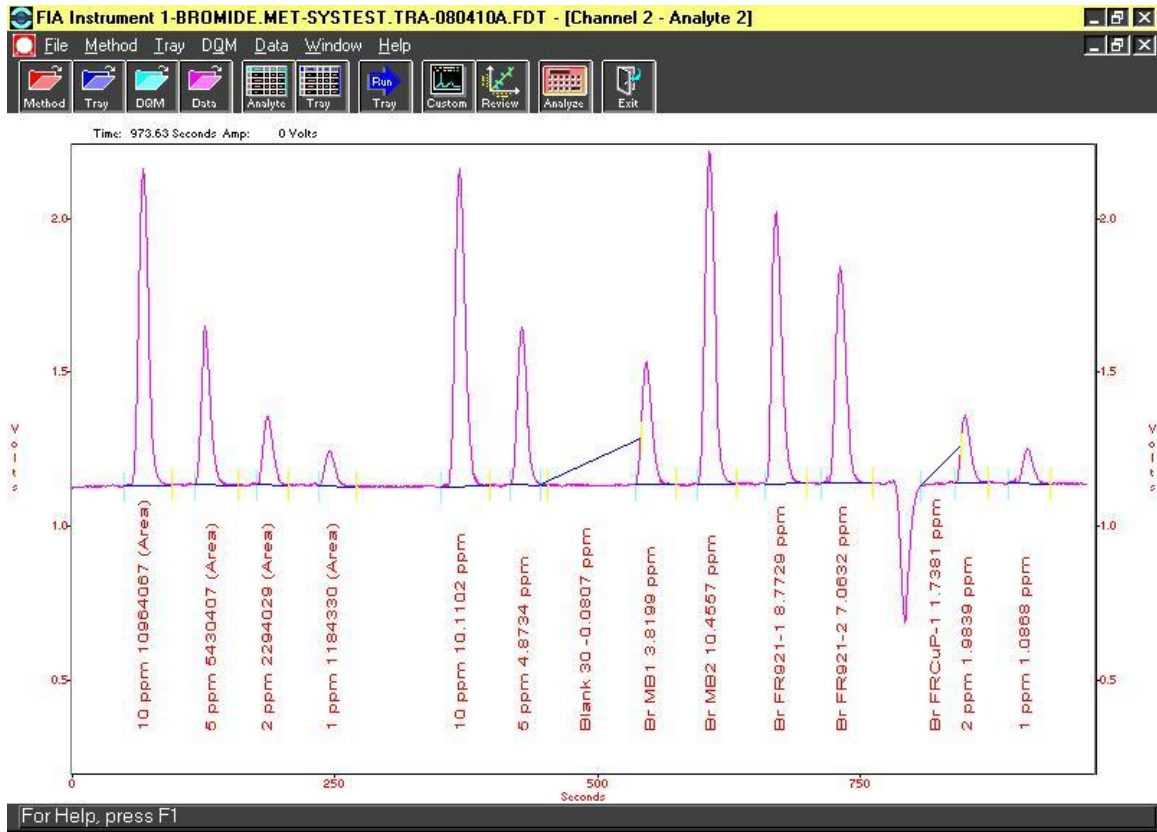 FIA Instrument 1-BROMIDE.MET-SYSTEST.TRA-080410A.FDT - [Channel 2 - Analyte 2]
File Method Tray DQM Data Window Help
Method Tray DQM Data Analyte Tray Run Tray Custom Review Analyze Exit
Time: 973.63 Seconds Amp: 0 Volts
2.0 2.0
1.5 1.5
Volts Volts
1.0 1.0
0.5 0.5
10 ppm 10964067 (Area)
5 ppm 5430407 (Area)
2 ppm 2294029 (Area)
1 ppm 1184330 (Area)
10 ppm 10.1102 ppm
5 ppm 4.8734 ppm
Blank 30 -0.0807 ppm
Br MB1 3.8199 ppm
Br MB2 10.4557 ppm
Br FR921-1 8.7729 ppm
Br FR921-2 7.0632 ppm
Br FRCuP-1 1.7381 ppm
2 ppm 1.9839 ppm
1 ppm 1.0868 ppm
0 250 500 750
Seconds
For Help, press F1